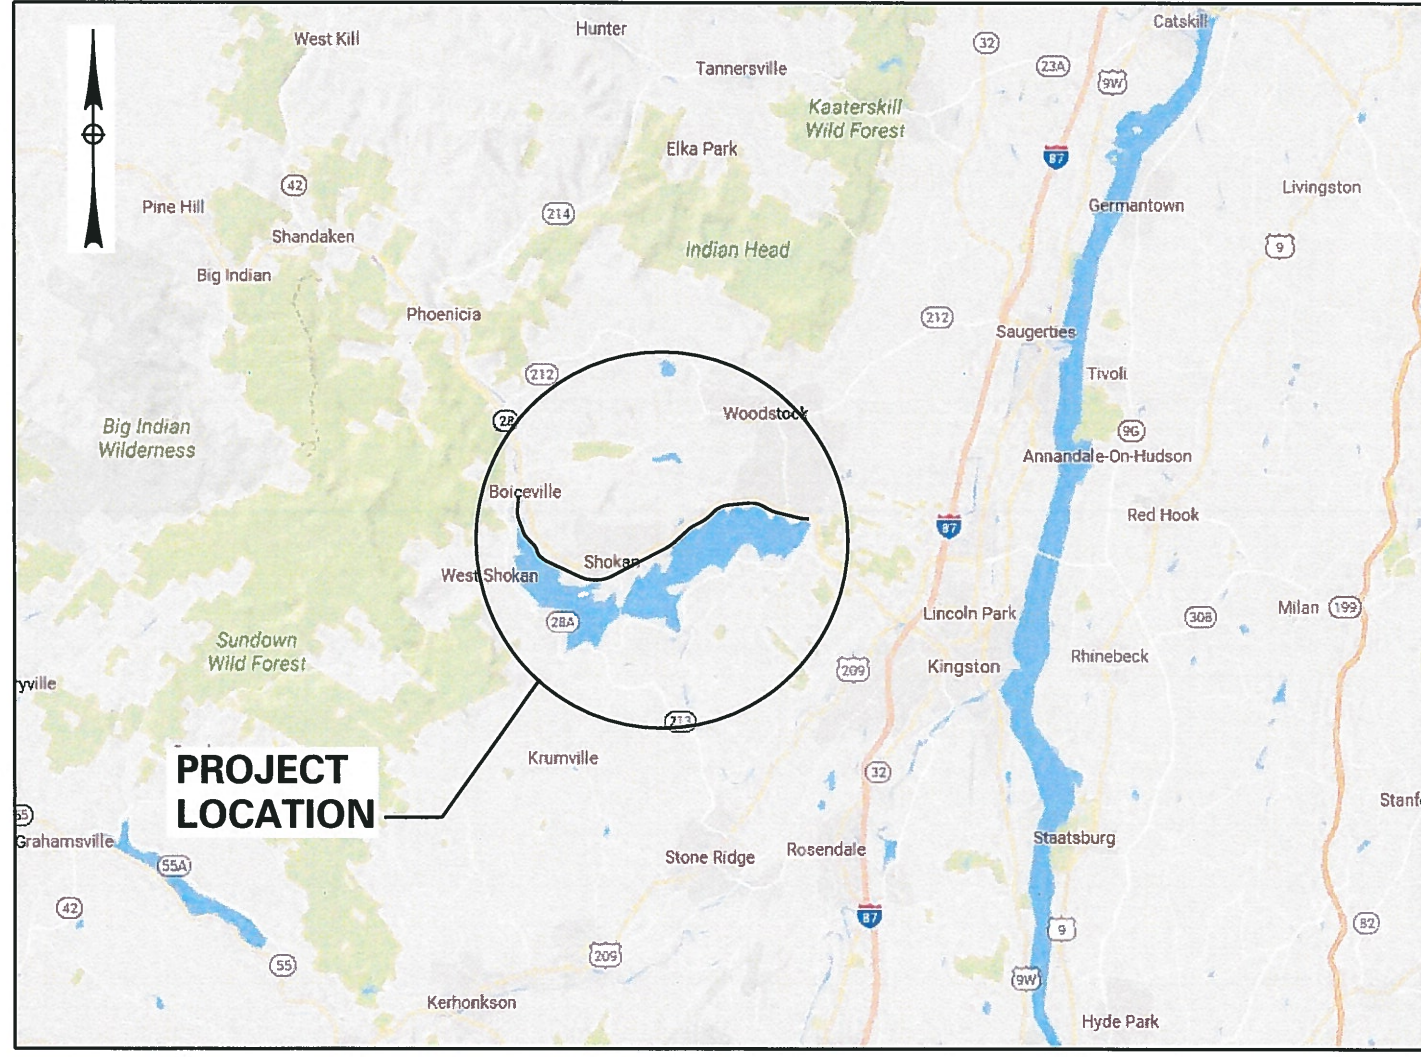 Catskill
West Kill
Hunter
32
Tannersville
23A
9W
Kaaterskill
Wild Forest
Elka Park
87
42
Livingston
Pine Hill
214
Germantown
Shandaken
9
Indian Head
Big Indian
Phoenicia
212
Saugerties
212
Tivoli
28
Woodstock
Big Indian
Wilderness
9G
Annandale-On-Hudson
Boiceville
Red Hook
87
Shokan
West Shokan
28A
Lincoln Park
308
Milan
199
Sundown
Wild Forest
Rhinebeck
209
Kingston
ryville
213
Krumville
PROJECT
LOCATION
32
Stanf
55
Grahamsville
Staatsburg
55A
Stone Ridge
Rosendale
42
87
82
9
209
55
9W
Kerhonkson
Hyde Park